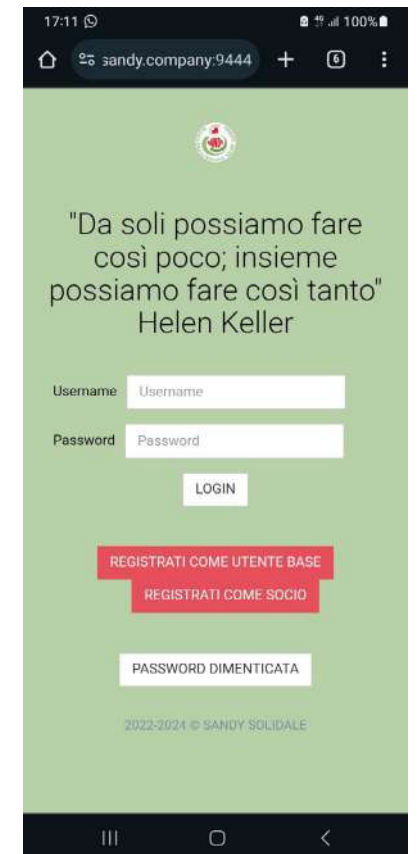 17:11
100%
sandy.company:9444
6
"Da soli possiamo fare
così poco; insieme
possiamo fare così tanto"
Helen Keller
Username Username
Password Password
LOGIN
REGISTRATI COME UTENTE BASE
REGISTRATI COME SOCIO
PASSWORD DIMENTICATA
2022-2024 © SANDY SOLIDALE